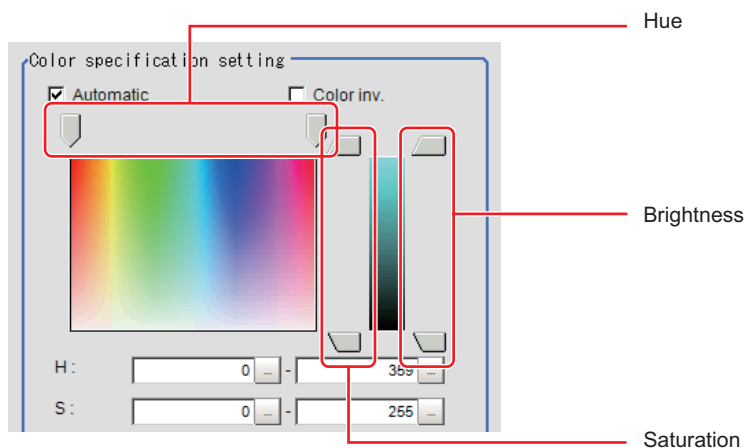 Hue
Color specification setting
Automatic
Color inv.
Brightness
H: 0 ... - 359 ...
S: 0 ... - 255 ...
Saturation